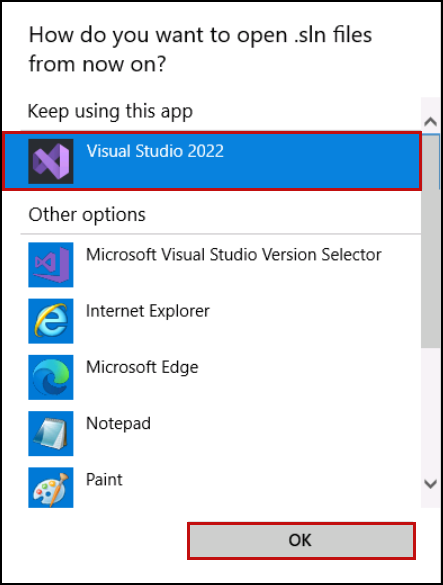 How do you want to open .sln files
from now on?
Keep using this app
Visual Studio 2022
Other options
Microsoft Visual Studio Version Selector
Internet Explorer
Microsoft Edge
Notepad
Paint
OK